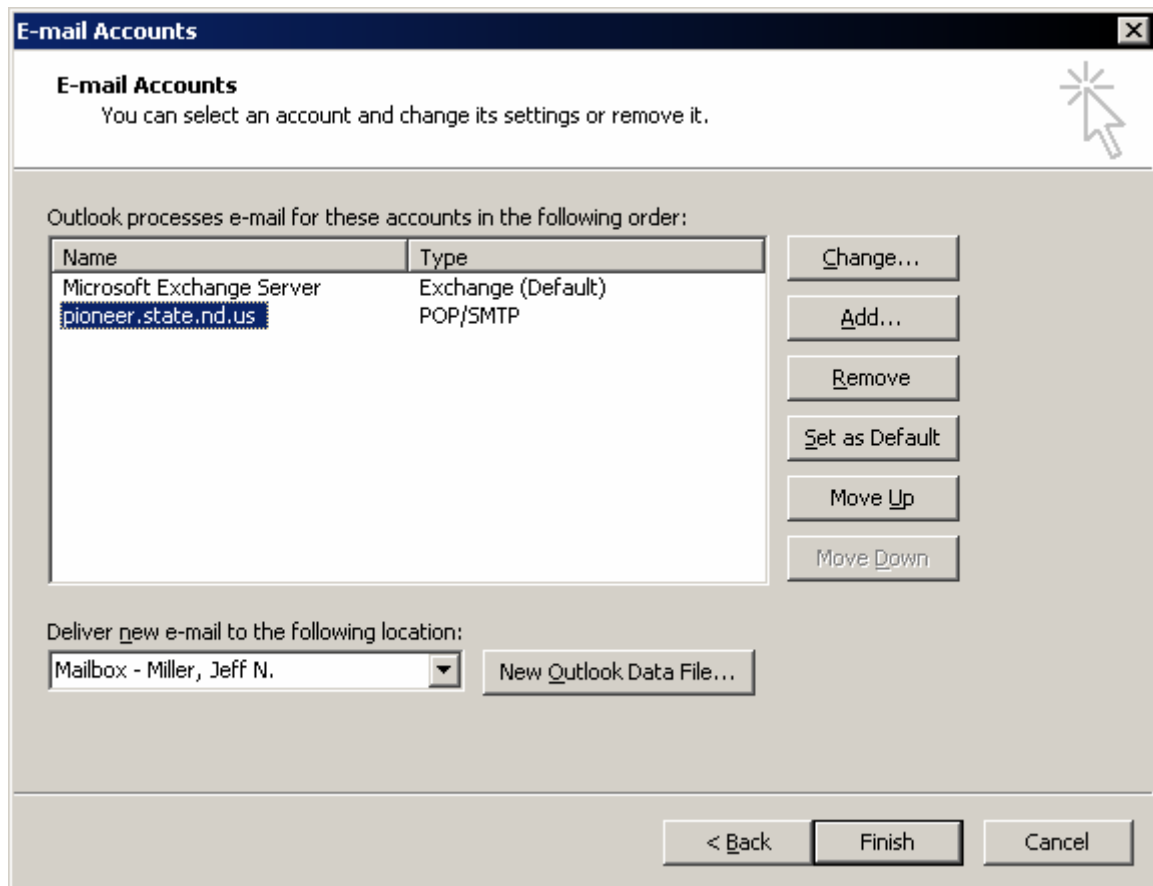 E-mail Accounts
E-mail Accounts
You can select an account and change its settings or remove it.
Outlook processes e-mail for these accounts in the following order:
Name Type
Microsoft Exchange Server Exchange (Default)
pioneer.state.nd.us POP/SMTP
Change...
Add...
Remove
Set as Default
Move Up
Move Down
Deliver new e-mail to the following location:
Mailbox - Miller, Jeff N. New Outlook Data File...
< Back Finish Cancel